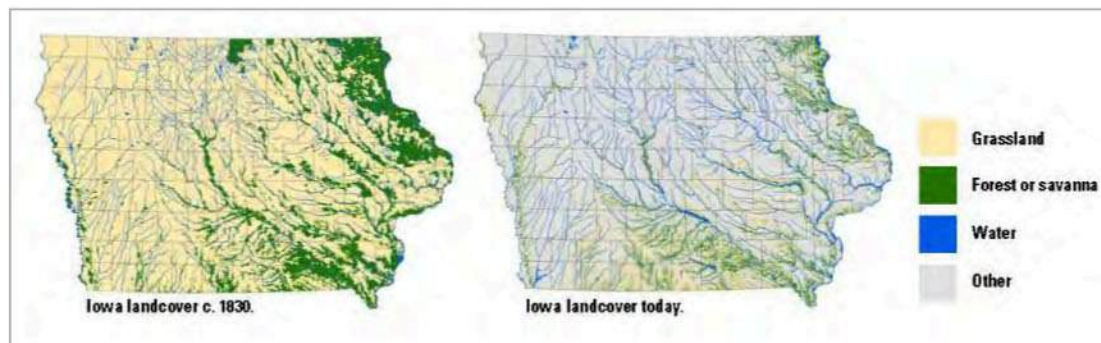 Grassland
Forest or savanna
Water
Other
Iowa landcover c. 1830.
Iowa landcover today.